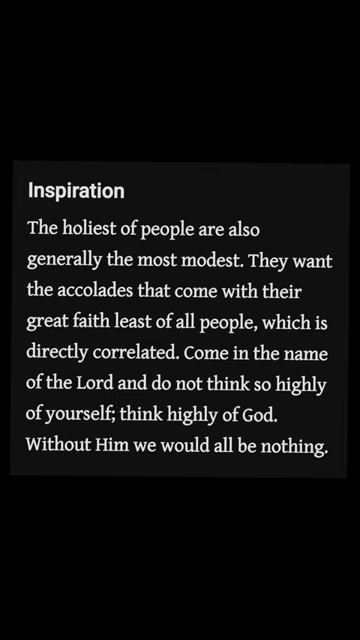 Inspiration
The holiest of people are also
generally the most modest. They want
the accolades that come with their
great faith least of all people, which is
directly correlated. Come in the name
of the Lord and do not think so highly
of yourself; think highly of God.
Without Him we would all be nothing.